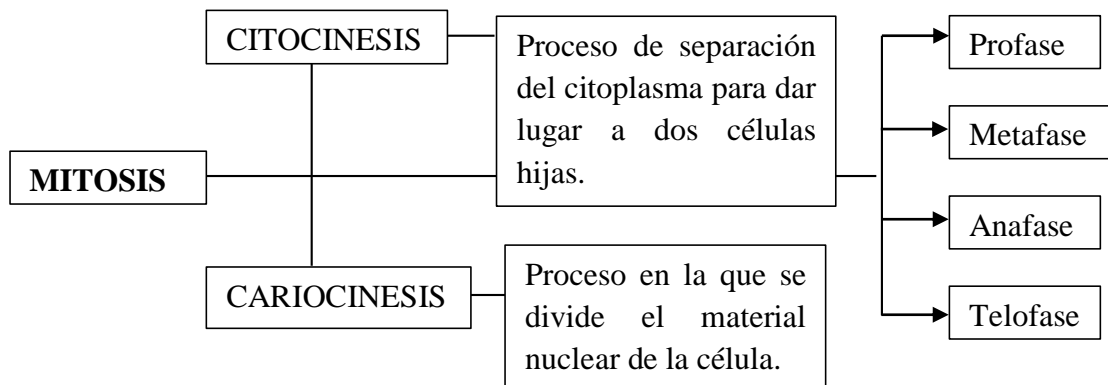 CITOCINESIS
Proceso de separación
del citoplasma para dar
lugar a dos células
hijas.
MITOSIS
CARIOCINESIS
Proceso en la que se
divide el material
nuclear de la célula.
Profase
Metafase
Anafase
Telofase